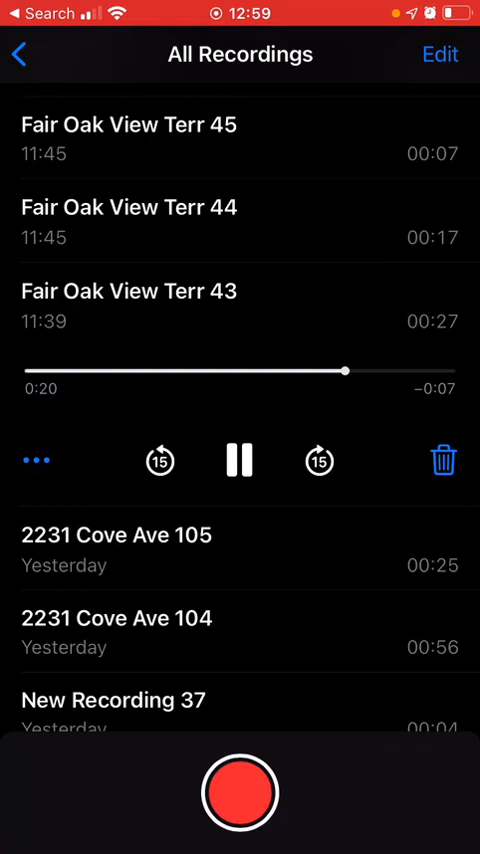 Search
12:59
All Recordings
Edit
Fair Oak View Terr 45
11:45
00:07
Fair Oak View Terr 44
11:45
00:17
Fair Oak View Terr 43
11:39
00:27
0:20
−0:07
15
15
2231 Cove Ave 105
Yesterday
00:25
2231 Cove Ave 104
Yesterday
00:56
New Recording 37
Yesterday
00:04